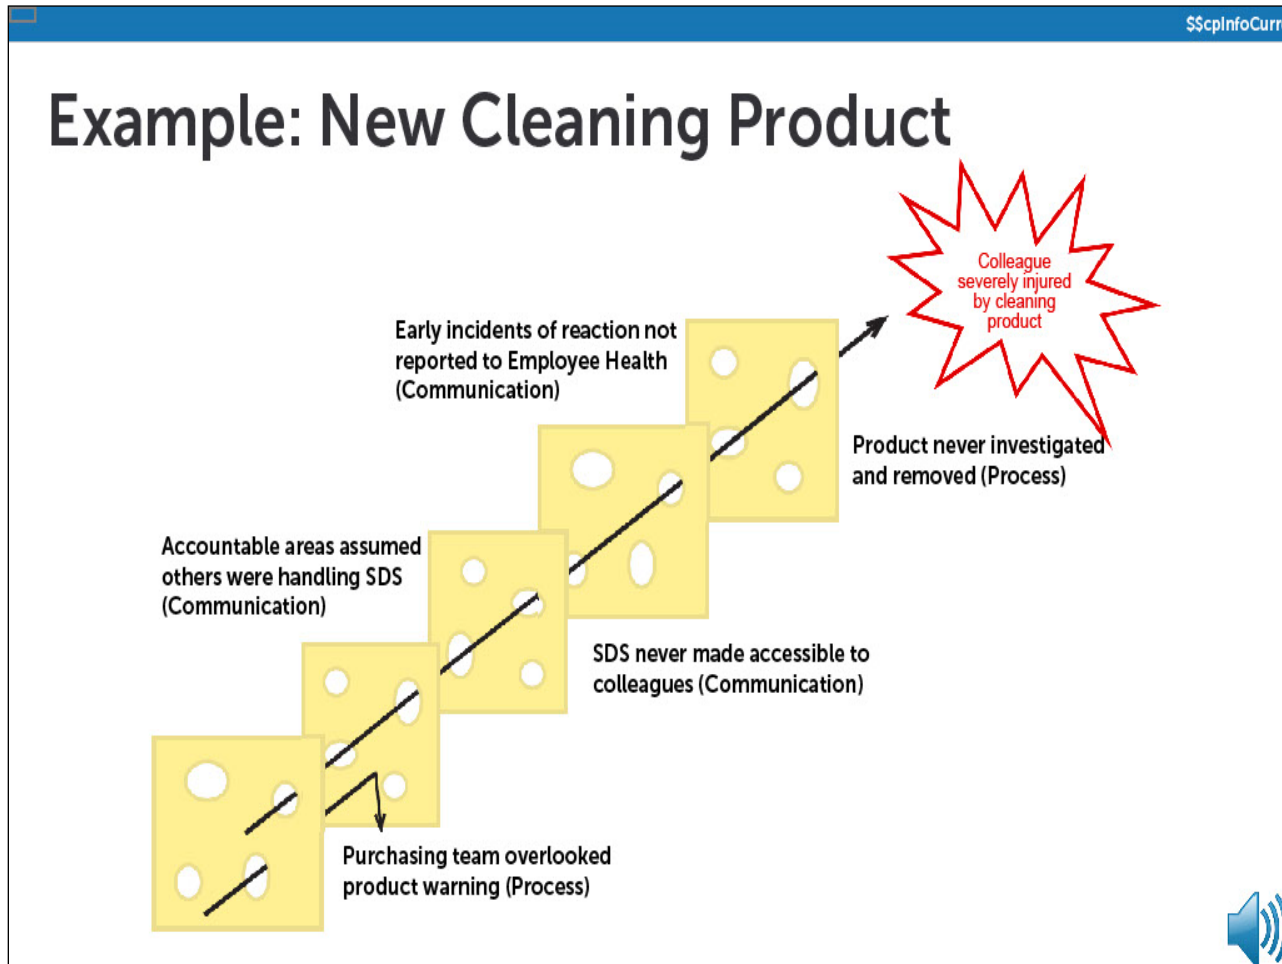 $$cpInfoCurr
Example: New Cleaning Product
Colleague
severely injured
by cleaning
product
Early incidents of reaction not
reported to Employee Health
(Communication)
Product never investigated
and removed (Process)
Accountable areas assumed
others were handling SDS
(Communication)
SDS never made accessible to
colleagues (Communication)
Purchasing team overlooked
product warning (Process)